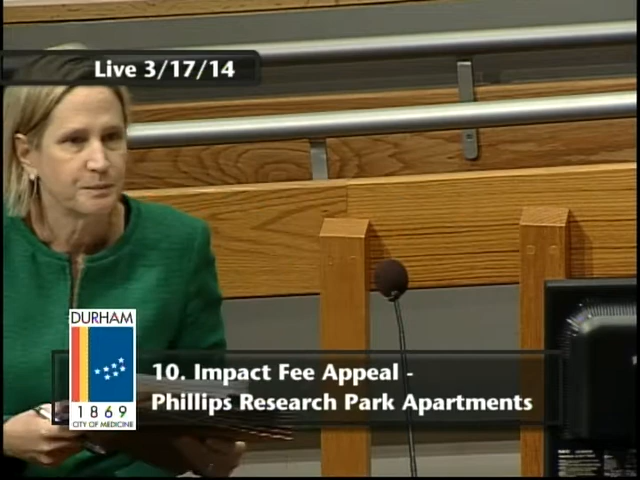 Live 3/17/14
DURHAM
1869
CITY OF MEDICINE
10. Impact Fee Appeal -
Phillips Research Park Apartments